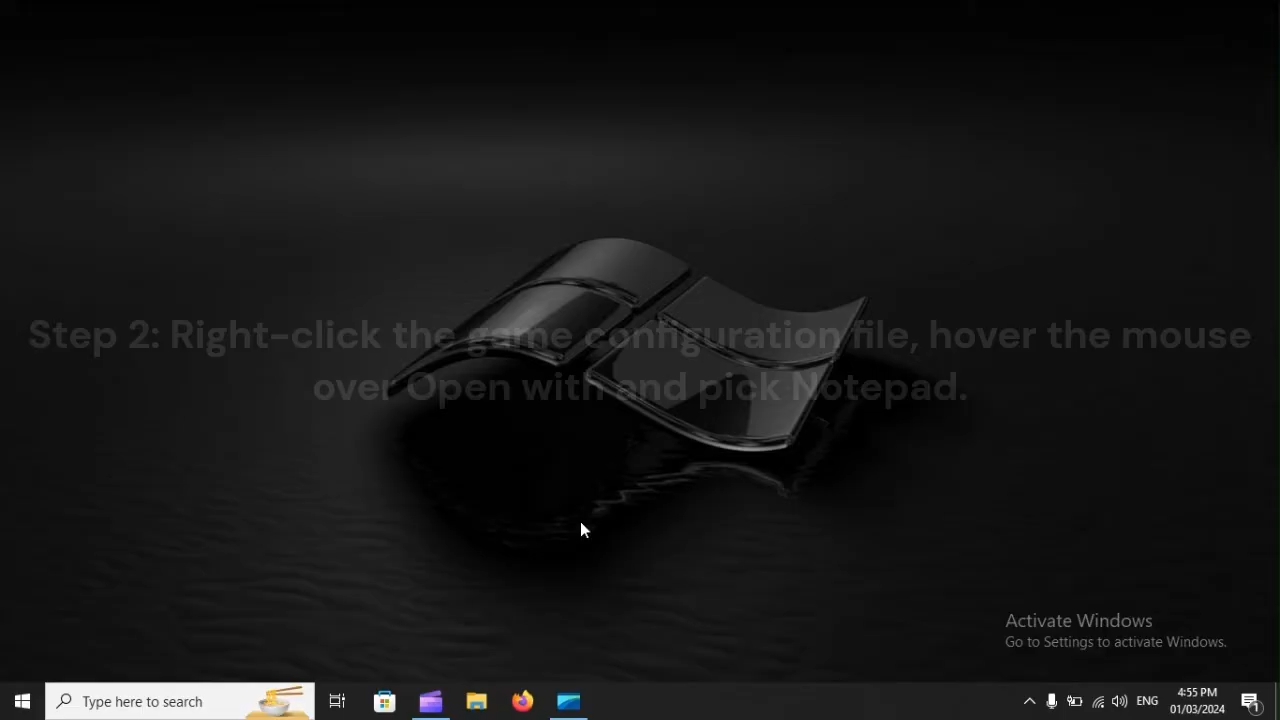 Step 2: Right-click the game configuration file, hover the mouse
over Open with and pick Notepad.
Activate Windows
Go to Settings to activate Windows.
Type here to search
ENG
4:55 PM
01/03/2024
1